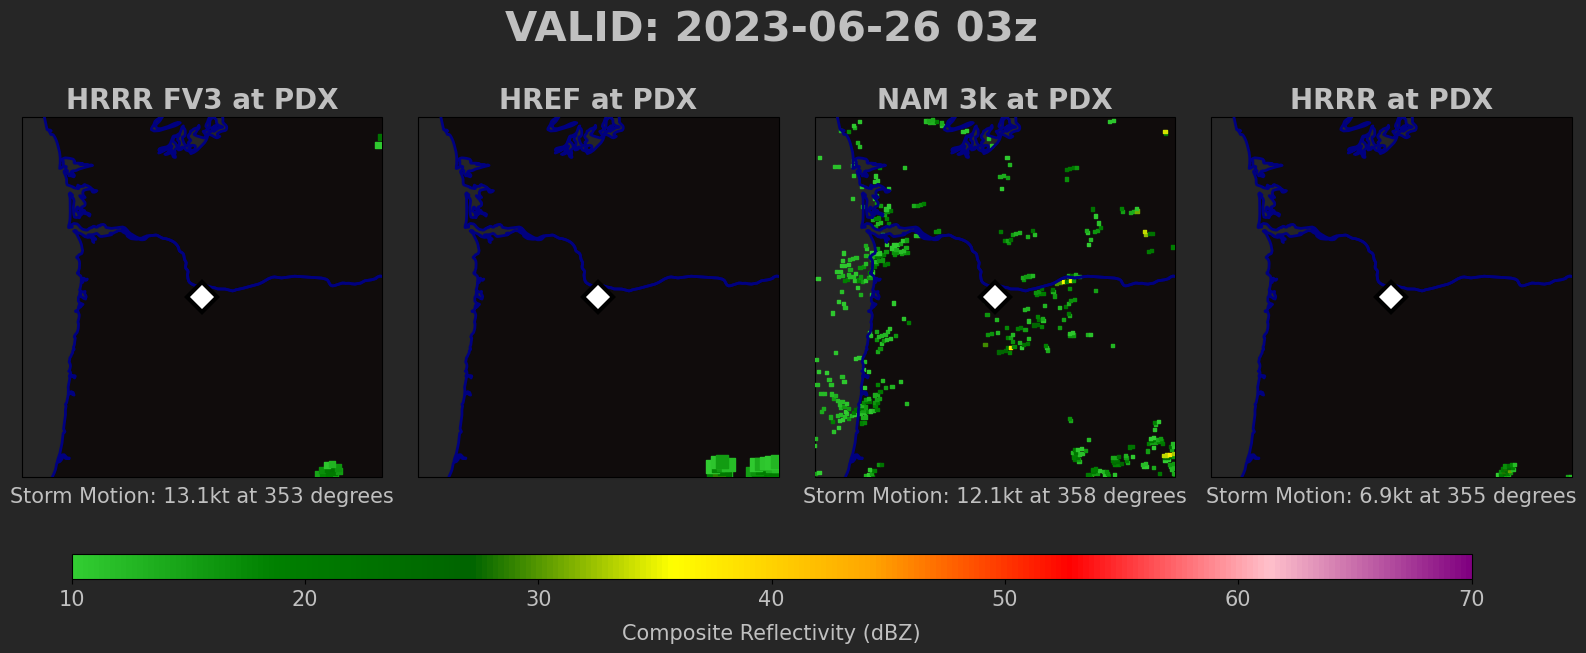 VALID: 2023-06-26 03z
HRRR FV3 at PDX
HREF at PDX
NAM 3k at PDX
HRRR at PDX
Storm Motion: 13.1kt at 353 degrees
Storm Motion: 12.1kt at 358 degrees
Storm Motion: 6.9kt at 355 degrees
10 20 30 40 50 60 70
Composite Reflectivity (dBZ)